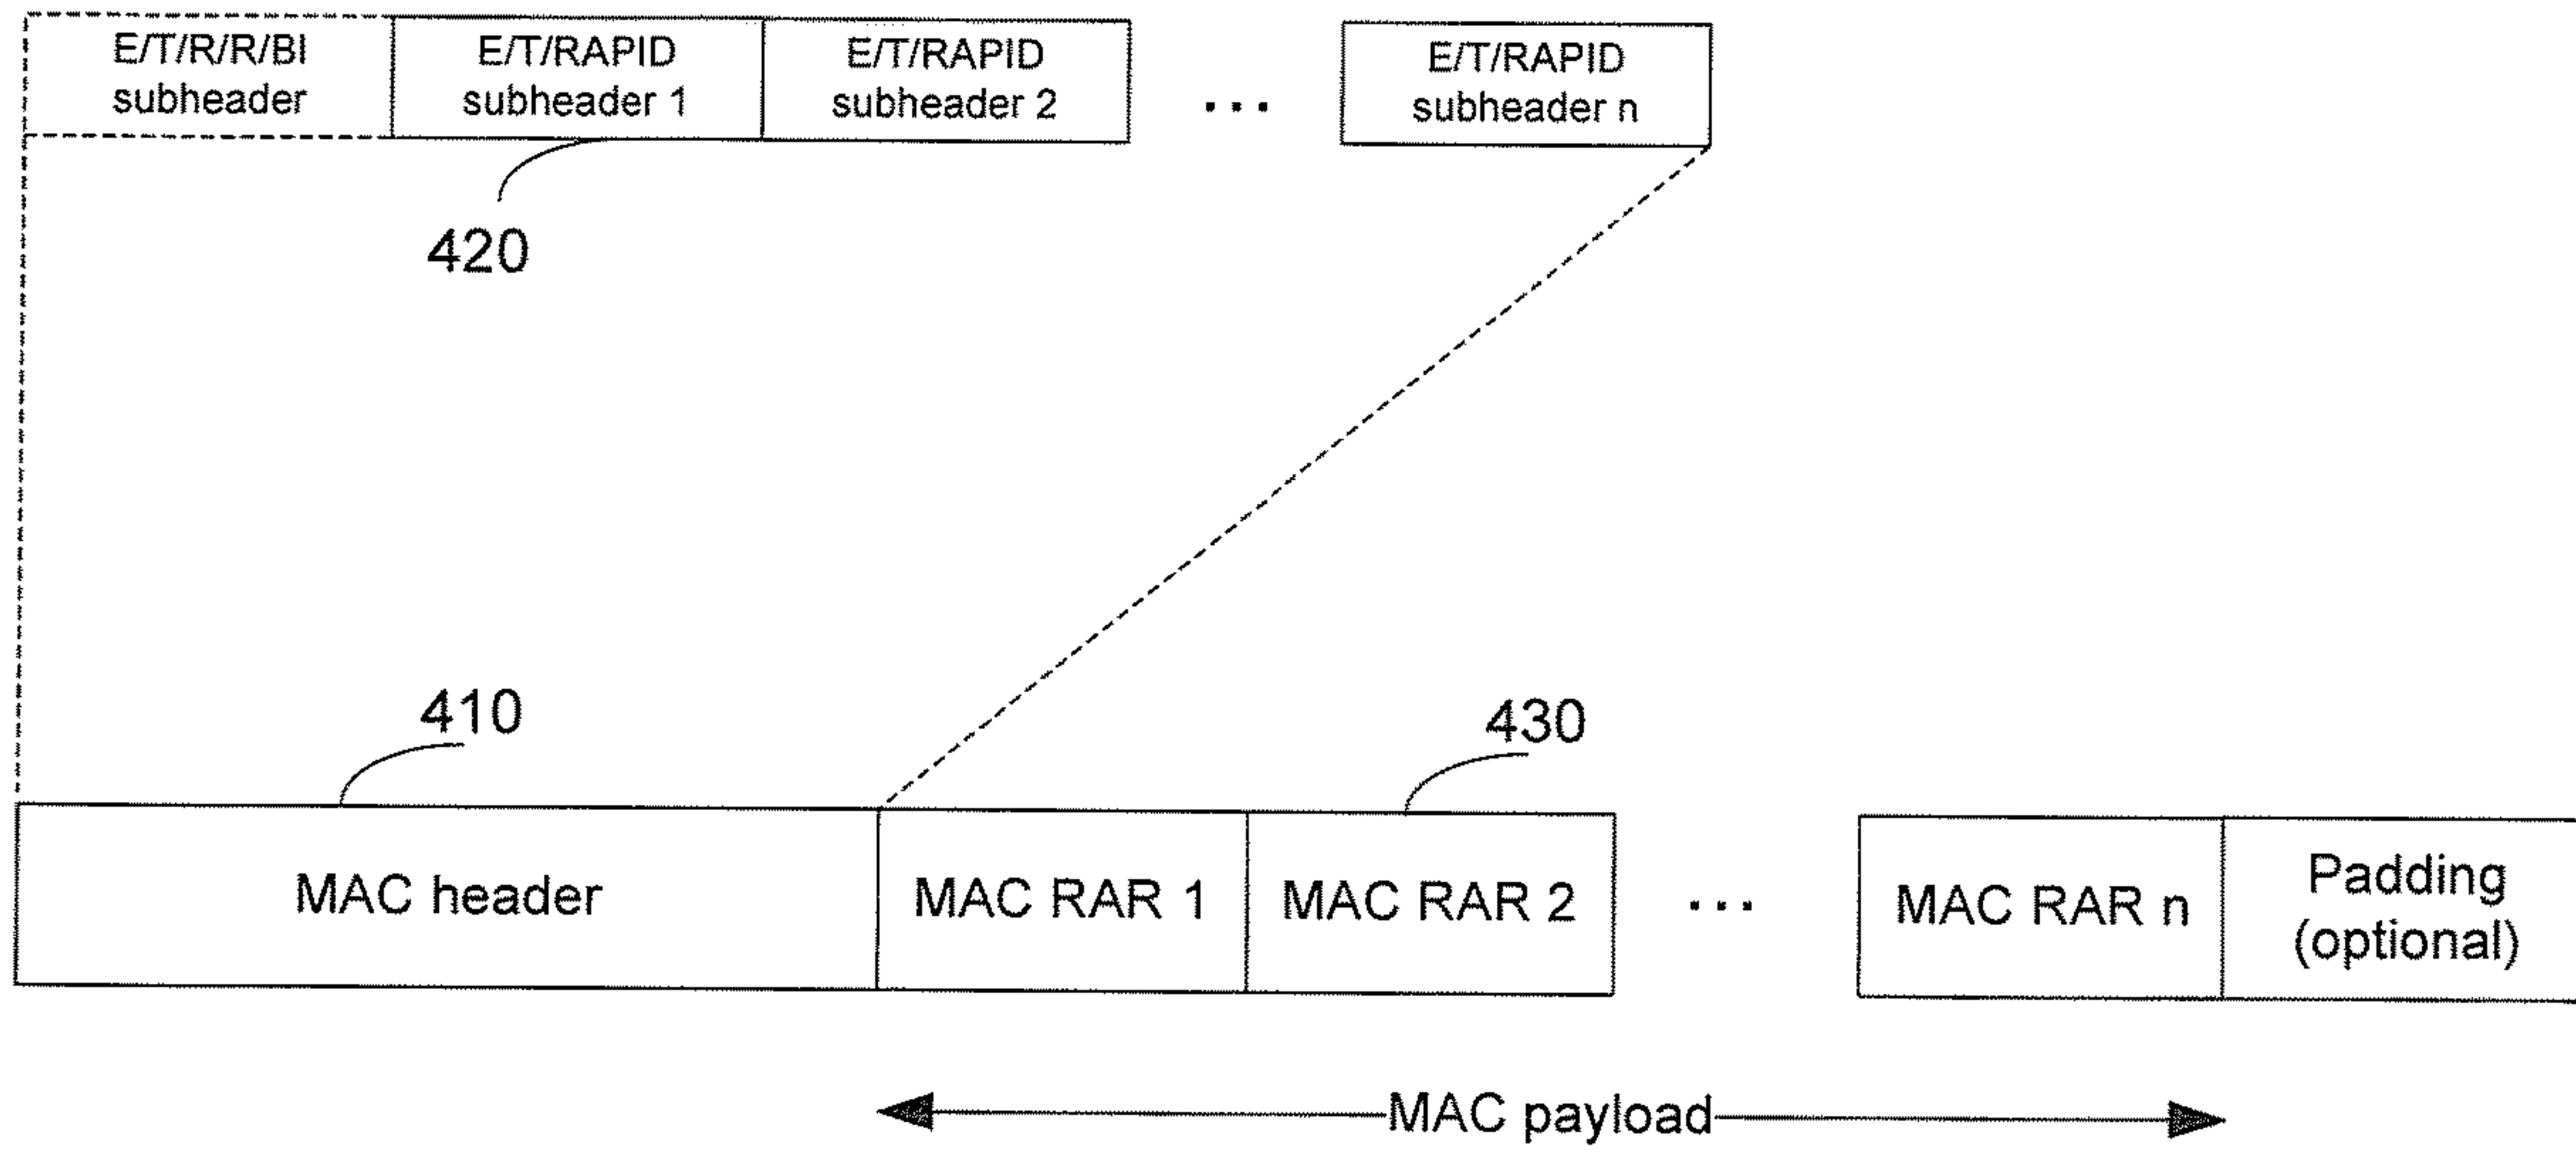 E/T/R/R/BI
subheader
E/T/RAPID
subheader 1
E/T/RAPID
subheader 2
...
E/T/RAPID
subheader n
420
410
430
MAC header
MAC RAR 1
MAC RAR 2
...
MAC RAR n
Padding
(optional)
MAC payload